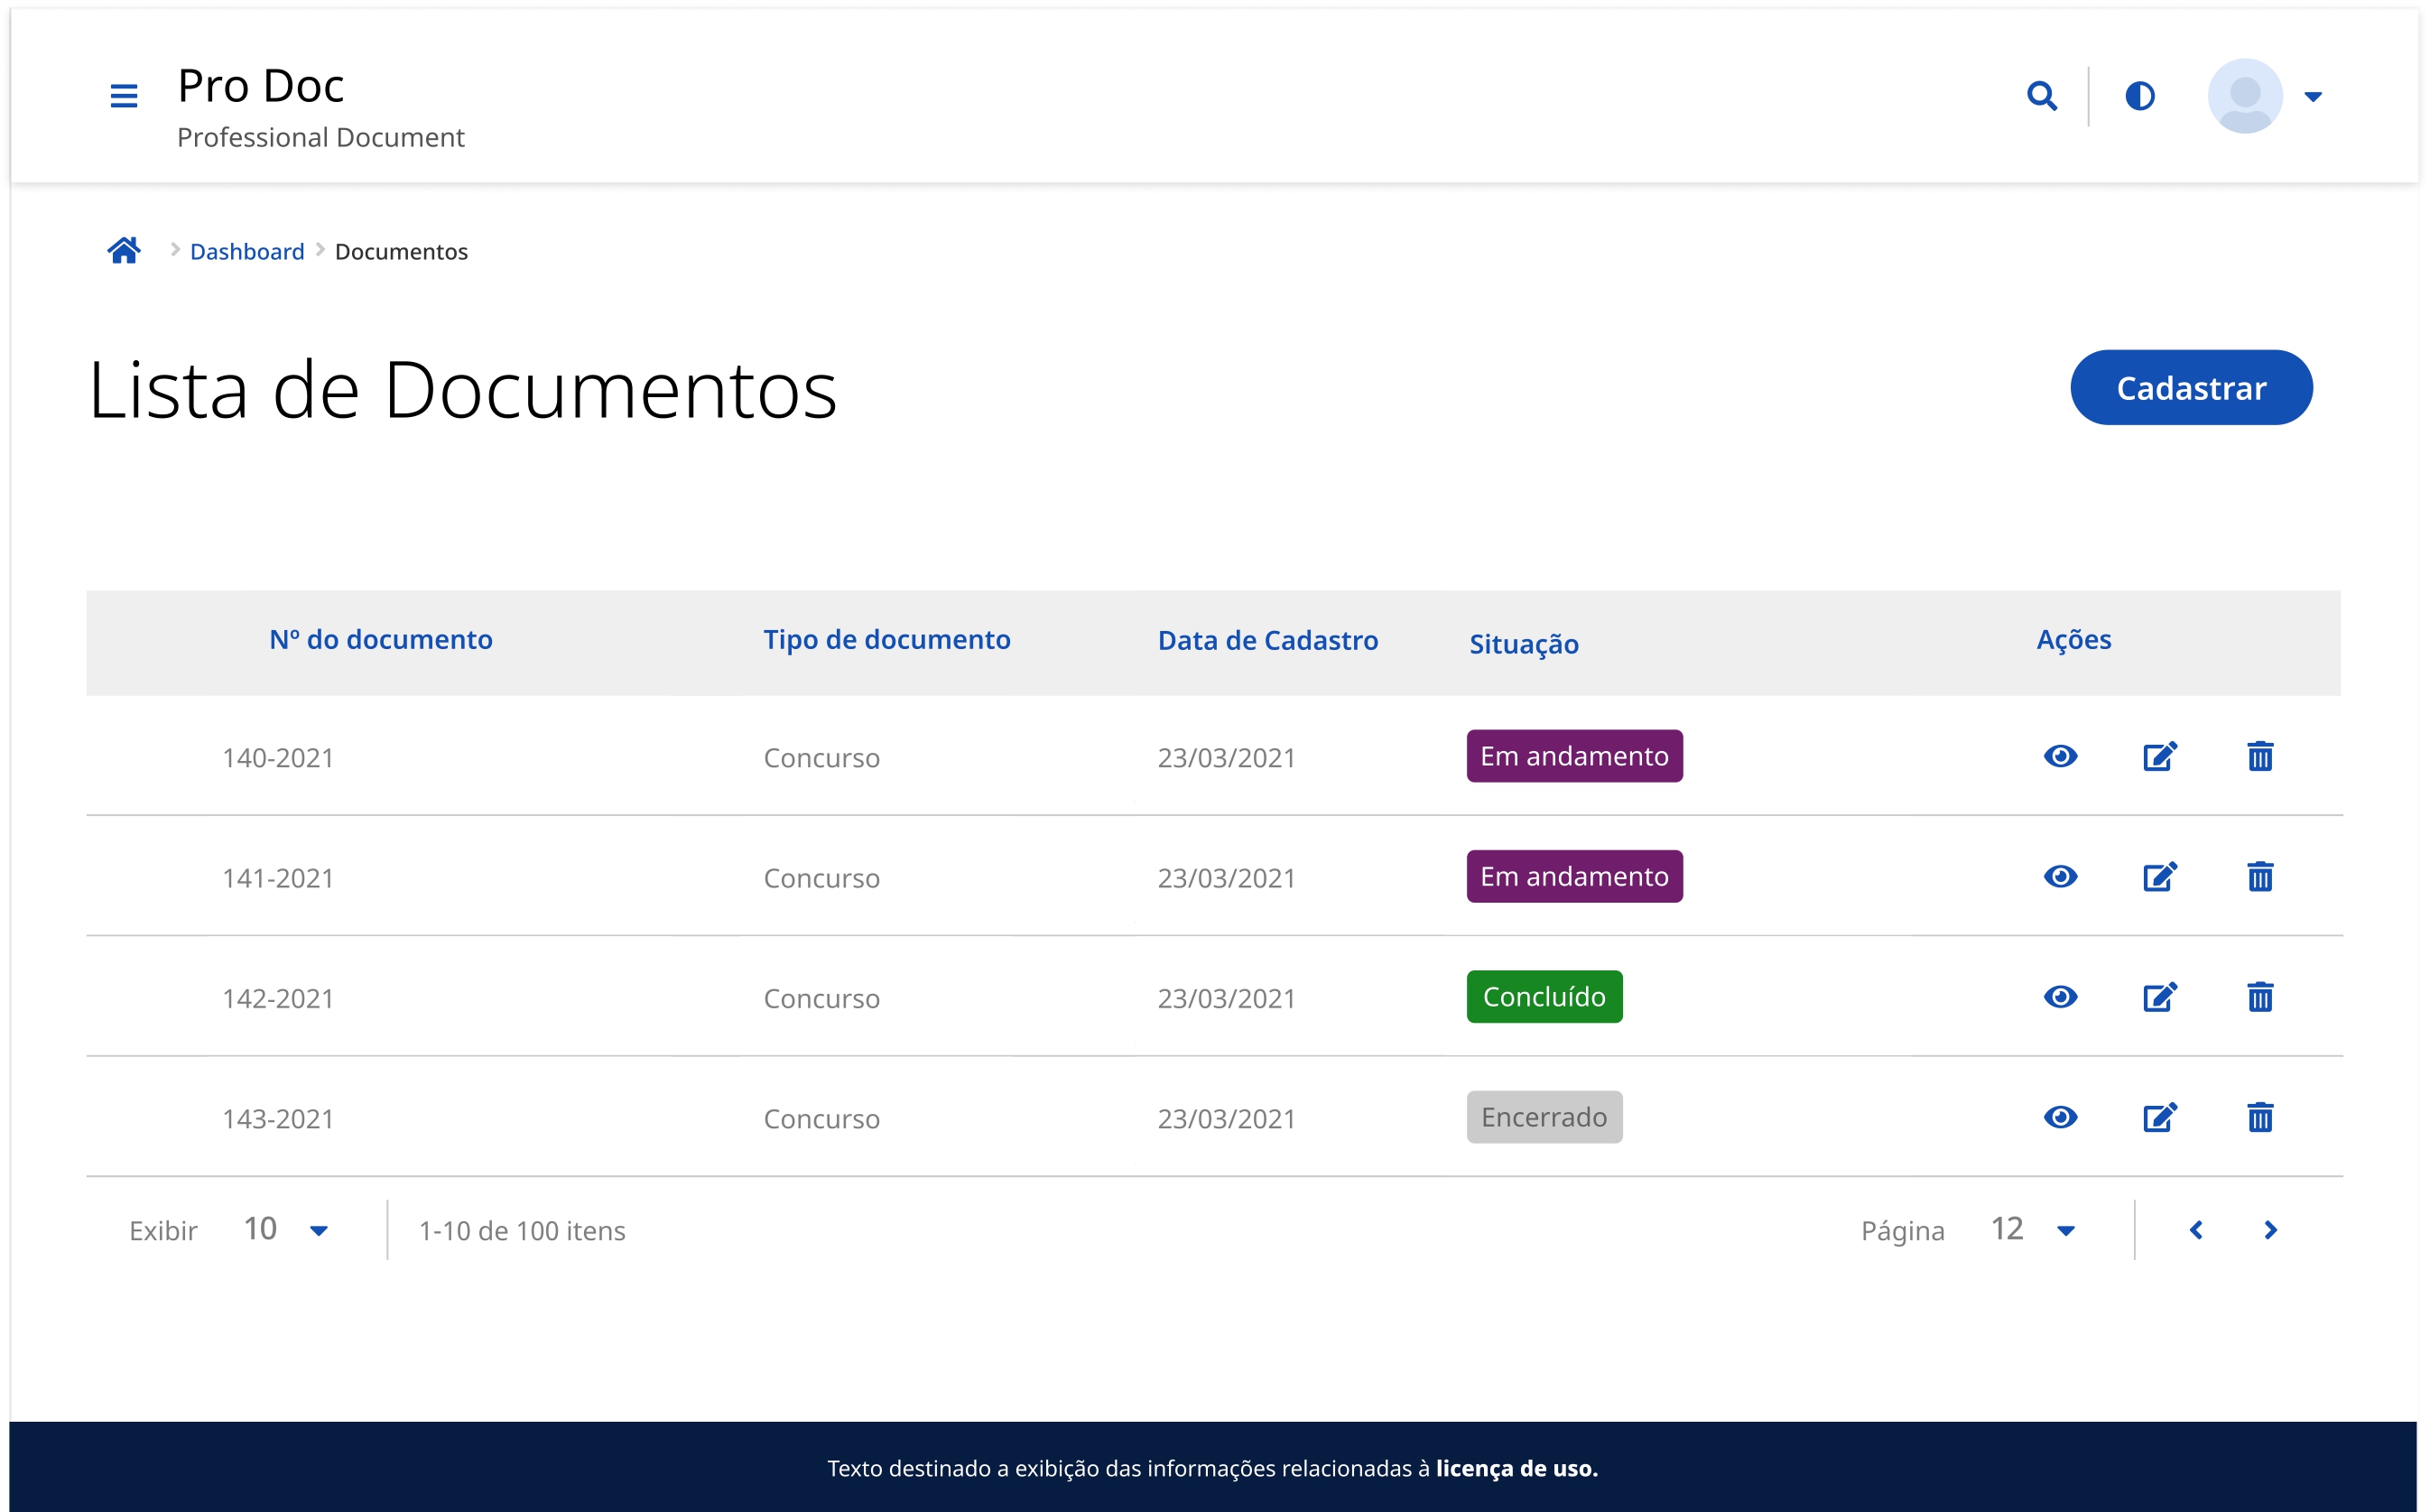 Pro Doc
Professional Document
Dashboard Documentos
Lista de Documentos
Cadastrar
Nº do documento Tipo de documento Data de Cadastro Situação Ações
140-2021 Concurso 23/03/2021 Em andamento
141-2021 Concurso 23/03/2021 Em andamento
142-2021 Concurso 23/03/2021 Concluído
143-2021 Concurso 23/03/2021 Encerrado
Exibir 10 1-10 de 100 itens Página 12
Texto destinado a exibição das informações relacionadas à licença de uso.